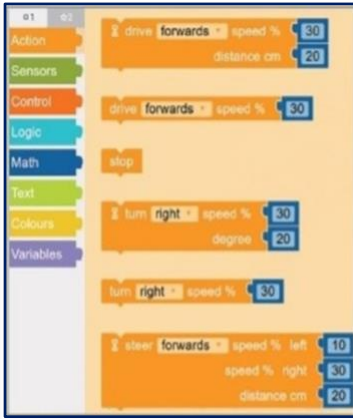 1 2
Action
Sensors
Control
Logic
Math
Text
Colours
Variables
drive forwards speed % 30
distance cm 20
drive forwards speed % 30
stop
turn right speed % 30
degree 20
turn right speed % 30
steer forwards speed % left 10
speed % right 30
distance cm 20